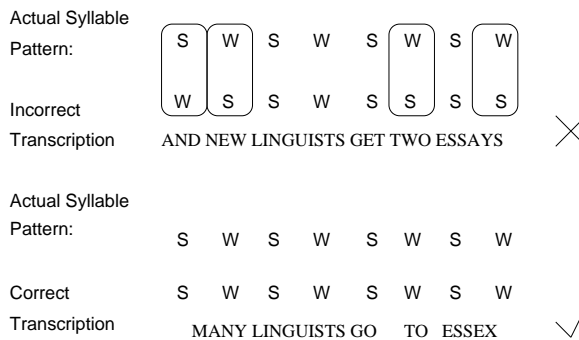 Actual Syllable
Pattern: S W S W S W S W
Incorrect W S S W S S S S
Transcription AND NEW LINGUISTS GET TWO ESSAYS
Actual Syllable
Pattern: S W S W S W S W
Correct S W S W S W S W
Transcription MANY LINGUISTS GO TO ESSEX